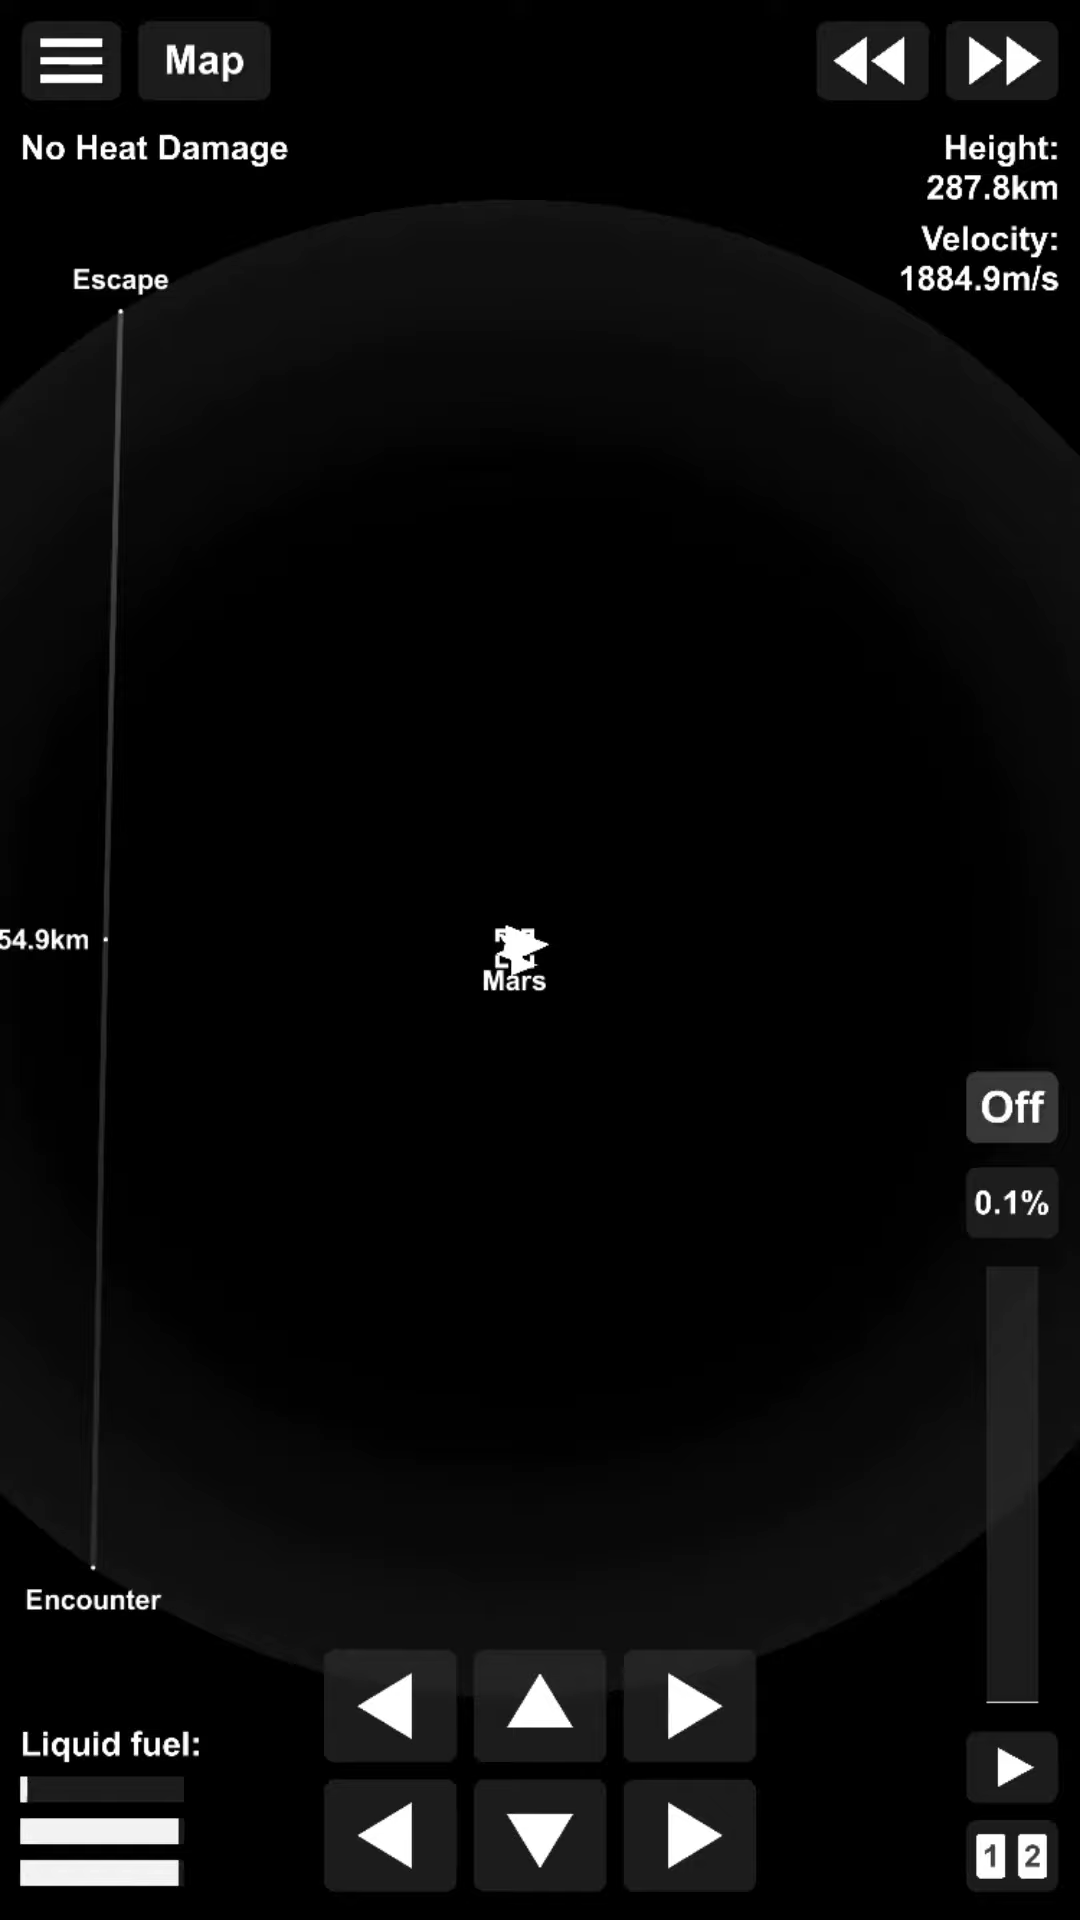 Map
No Heat Damage
Height:
287.8km
Velocity:
1884.9m/s
Escape
54.9km
Mars
Off
0.1%
Encounter
Liquid fuel:
1 2